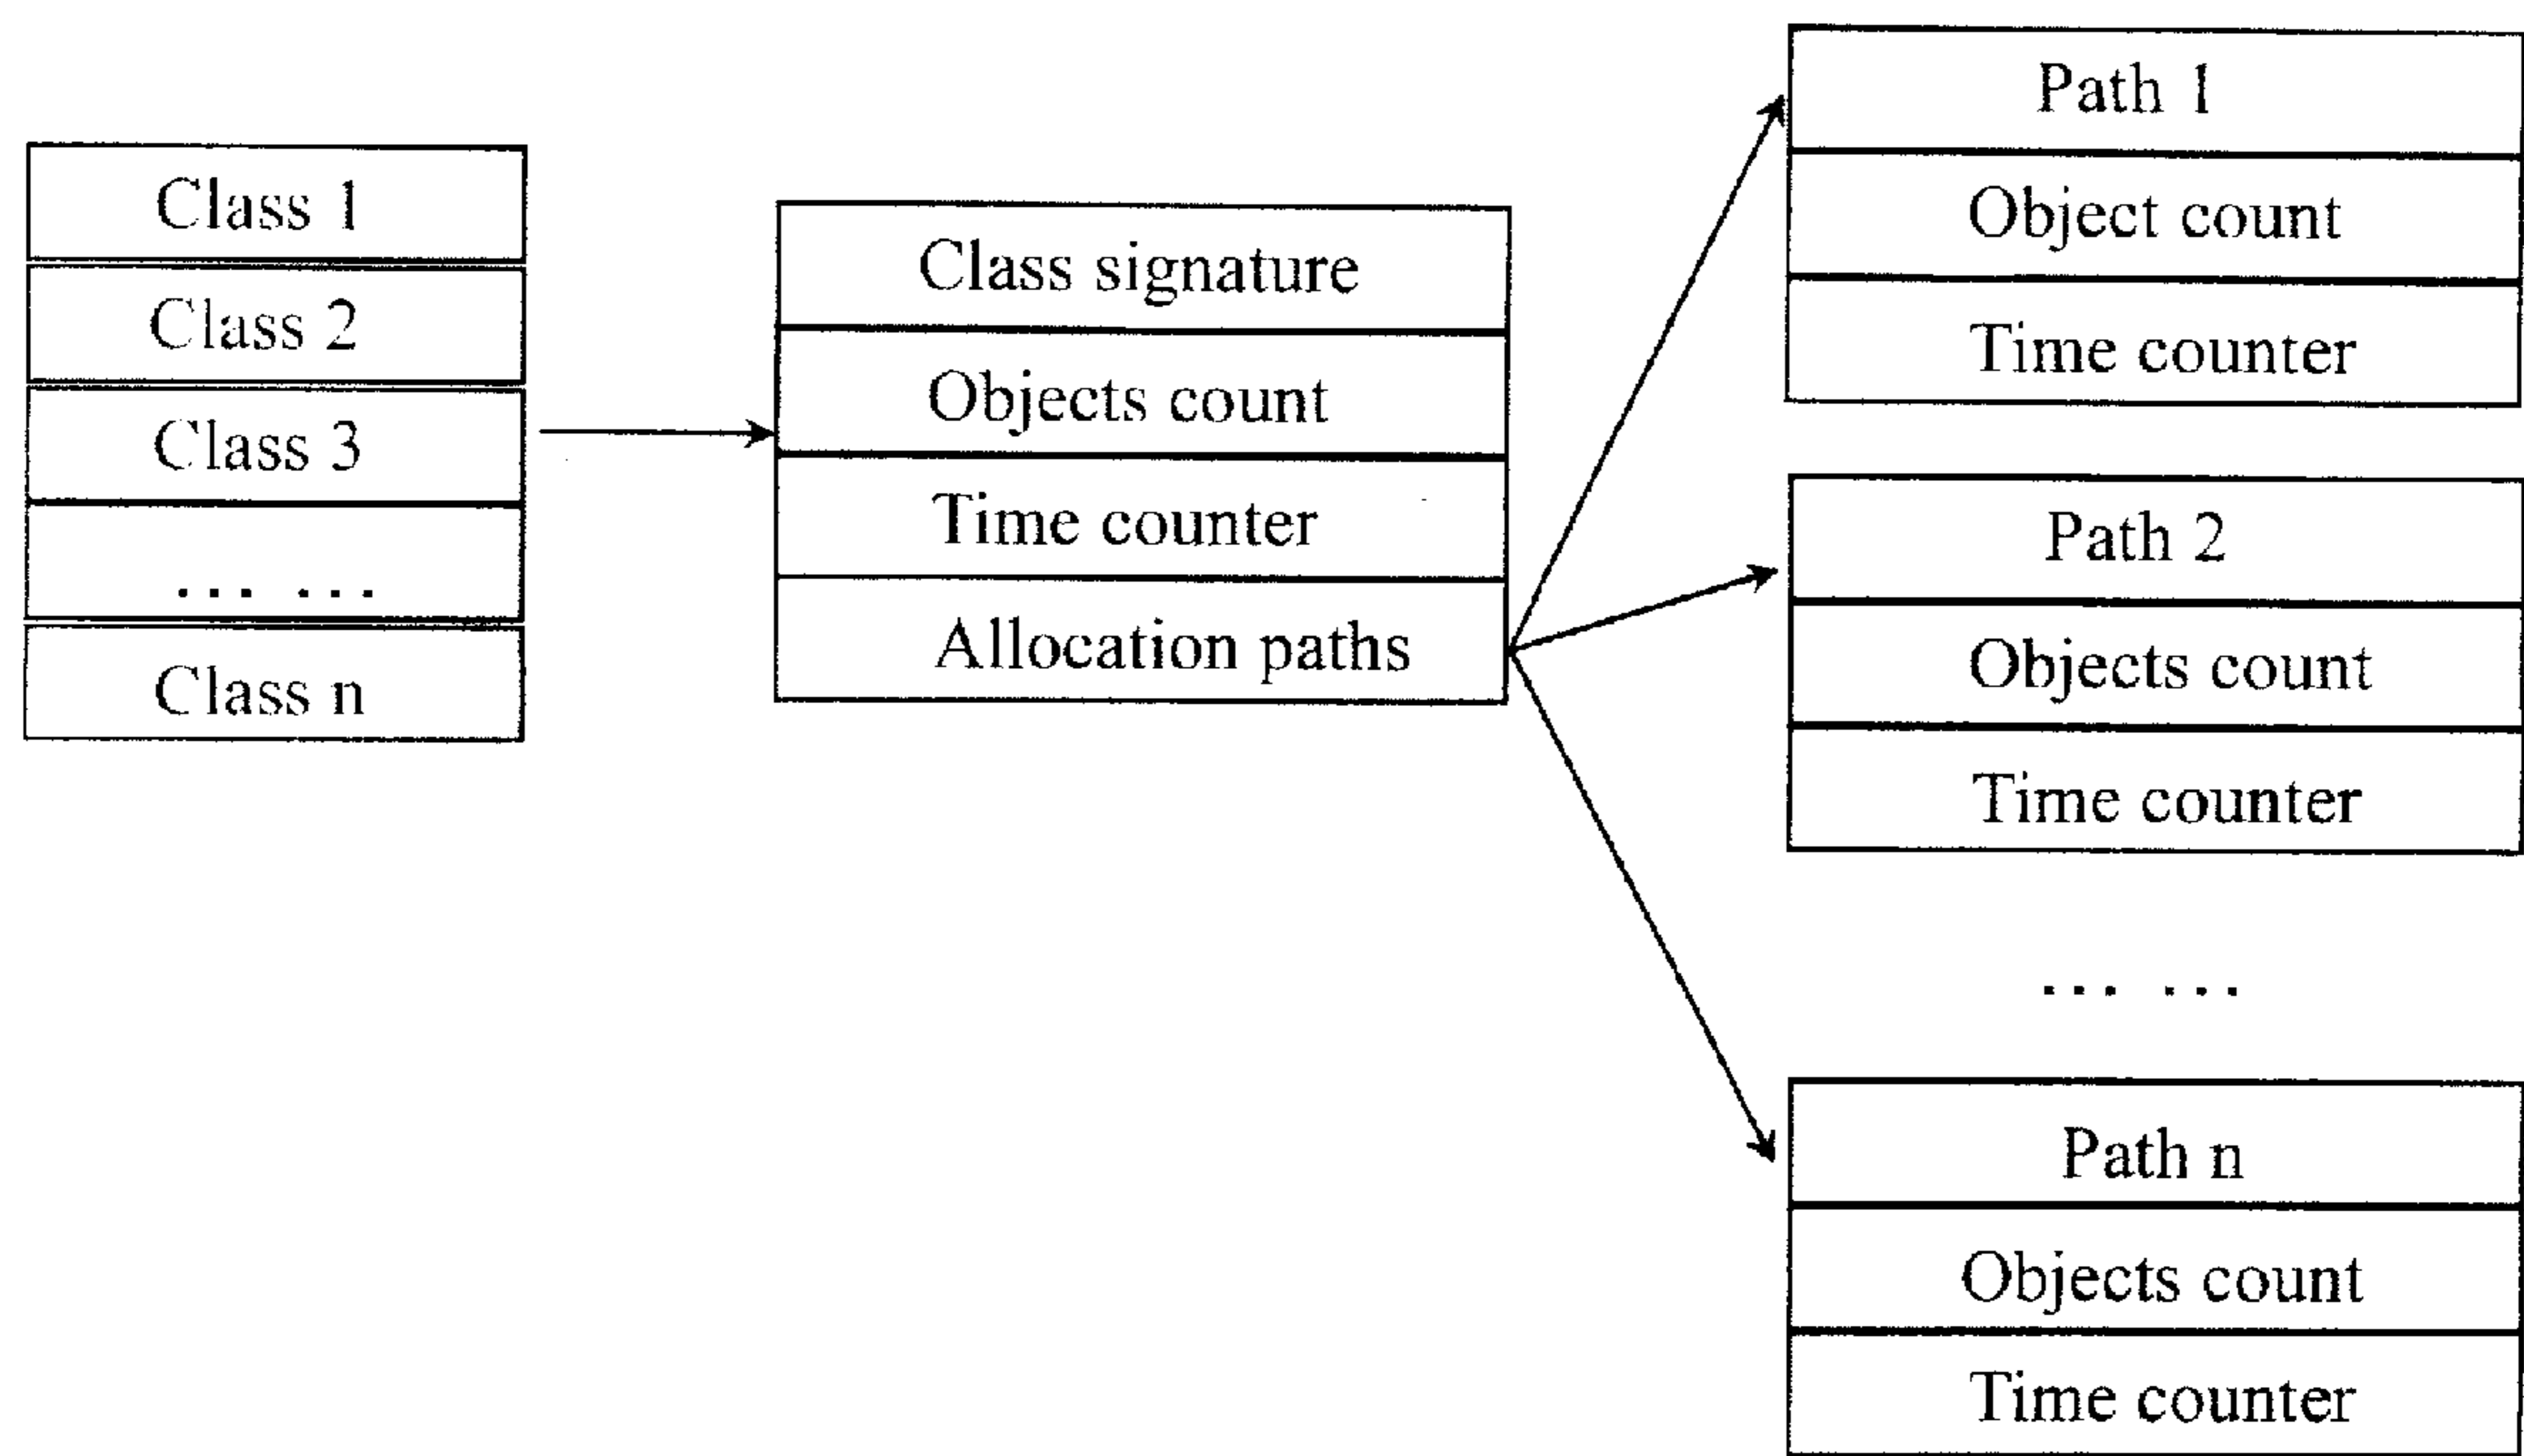 Class 1
Class 2
Class 3
... ...
Class n
Class signature
Objects count
Time counter
Allocation paths
Path 1
Object count
Time counter
Path 2
Objects count
Time counter
... ...
Path n
Objects count
Time counter